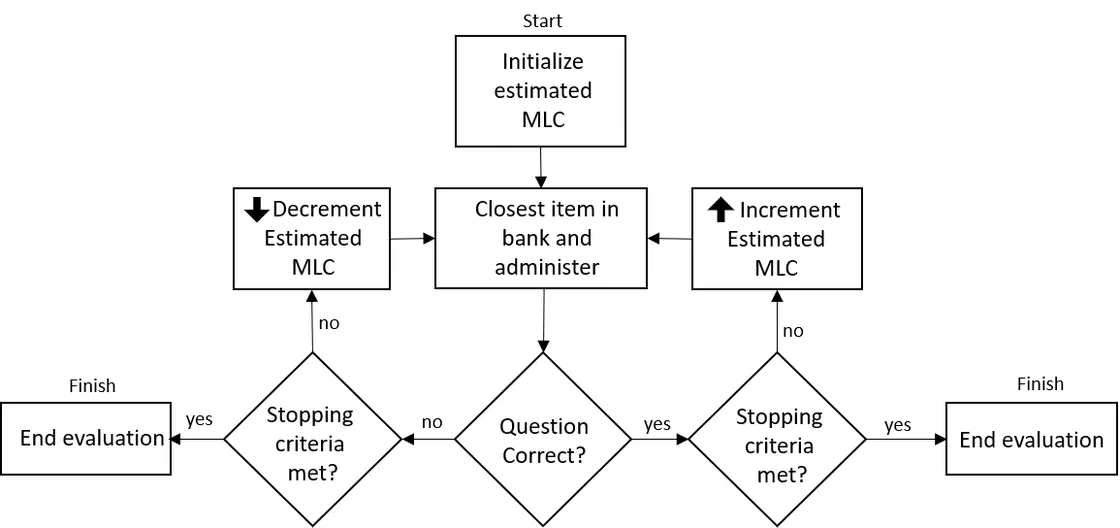 Start
Initialize
estimated
MLC
Decrement
Estimated
MLC
Closest item in
bank and
administer
Increment
Estimated
MLC
no
no
Finish
End evaluation
yes
Stopping
criteria
met?
no
Question
Correct?
yes
Stopping
criteria
met?
yes
Finish
End evaluation